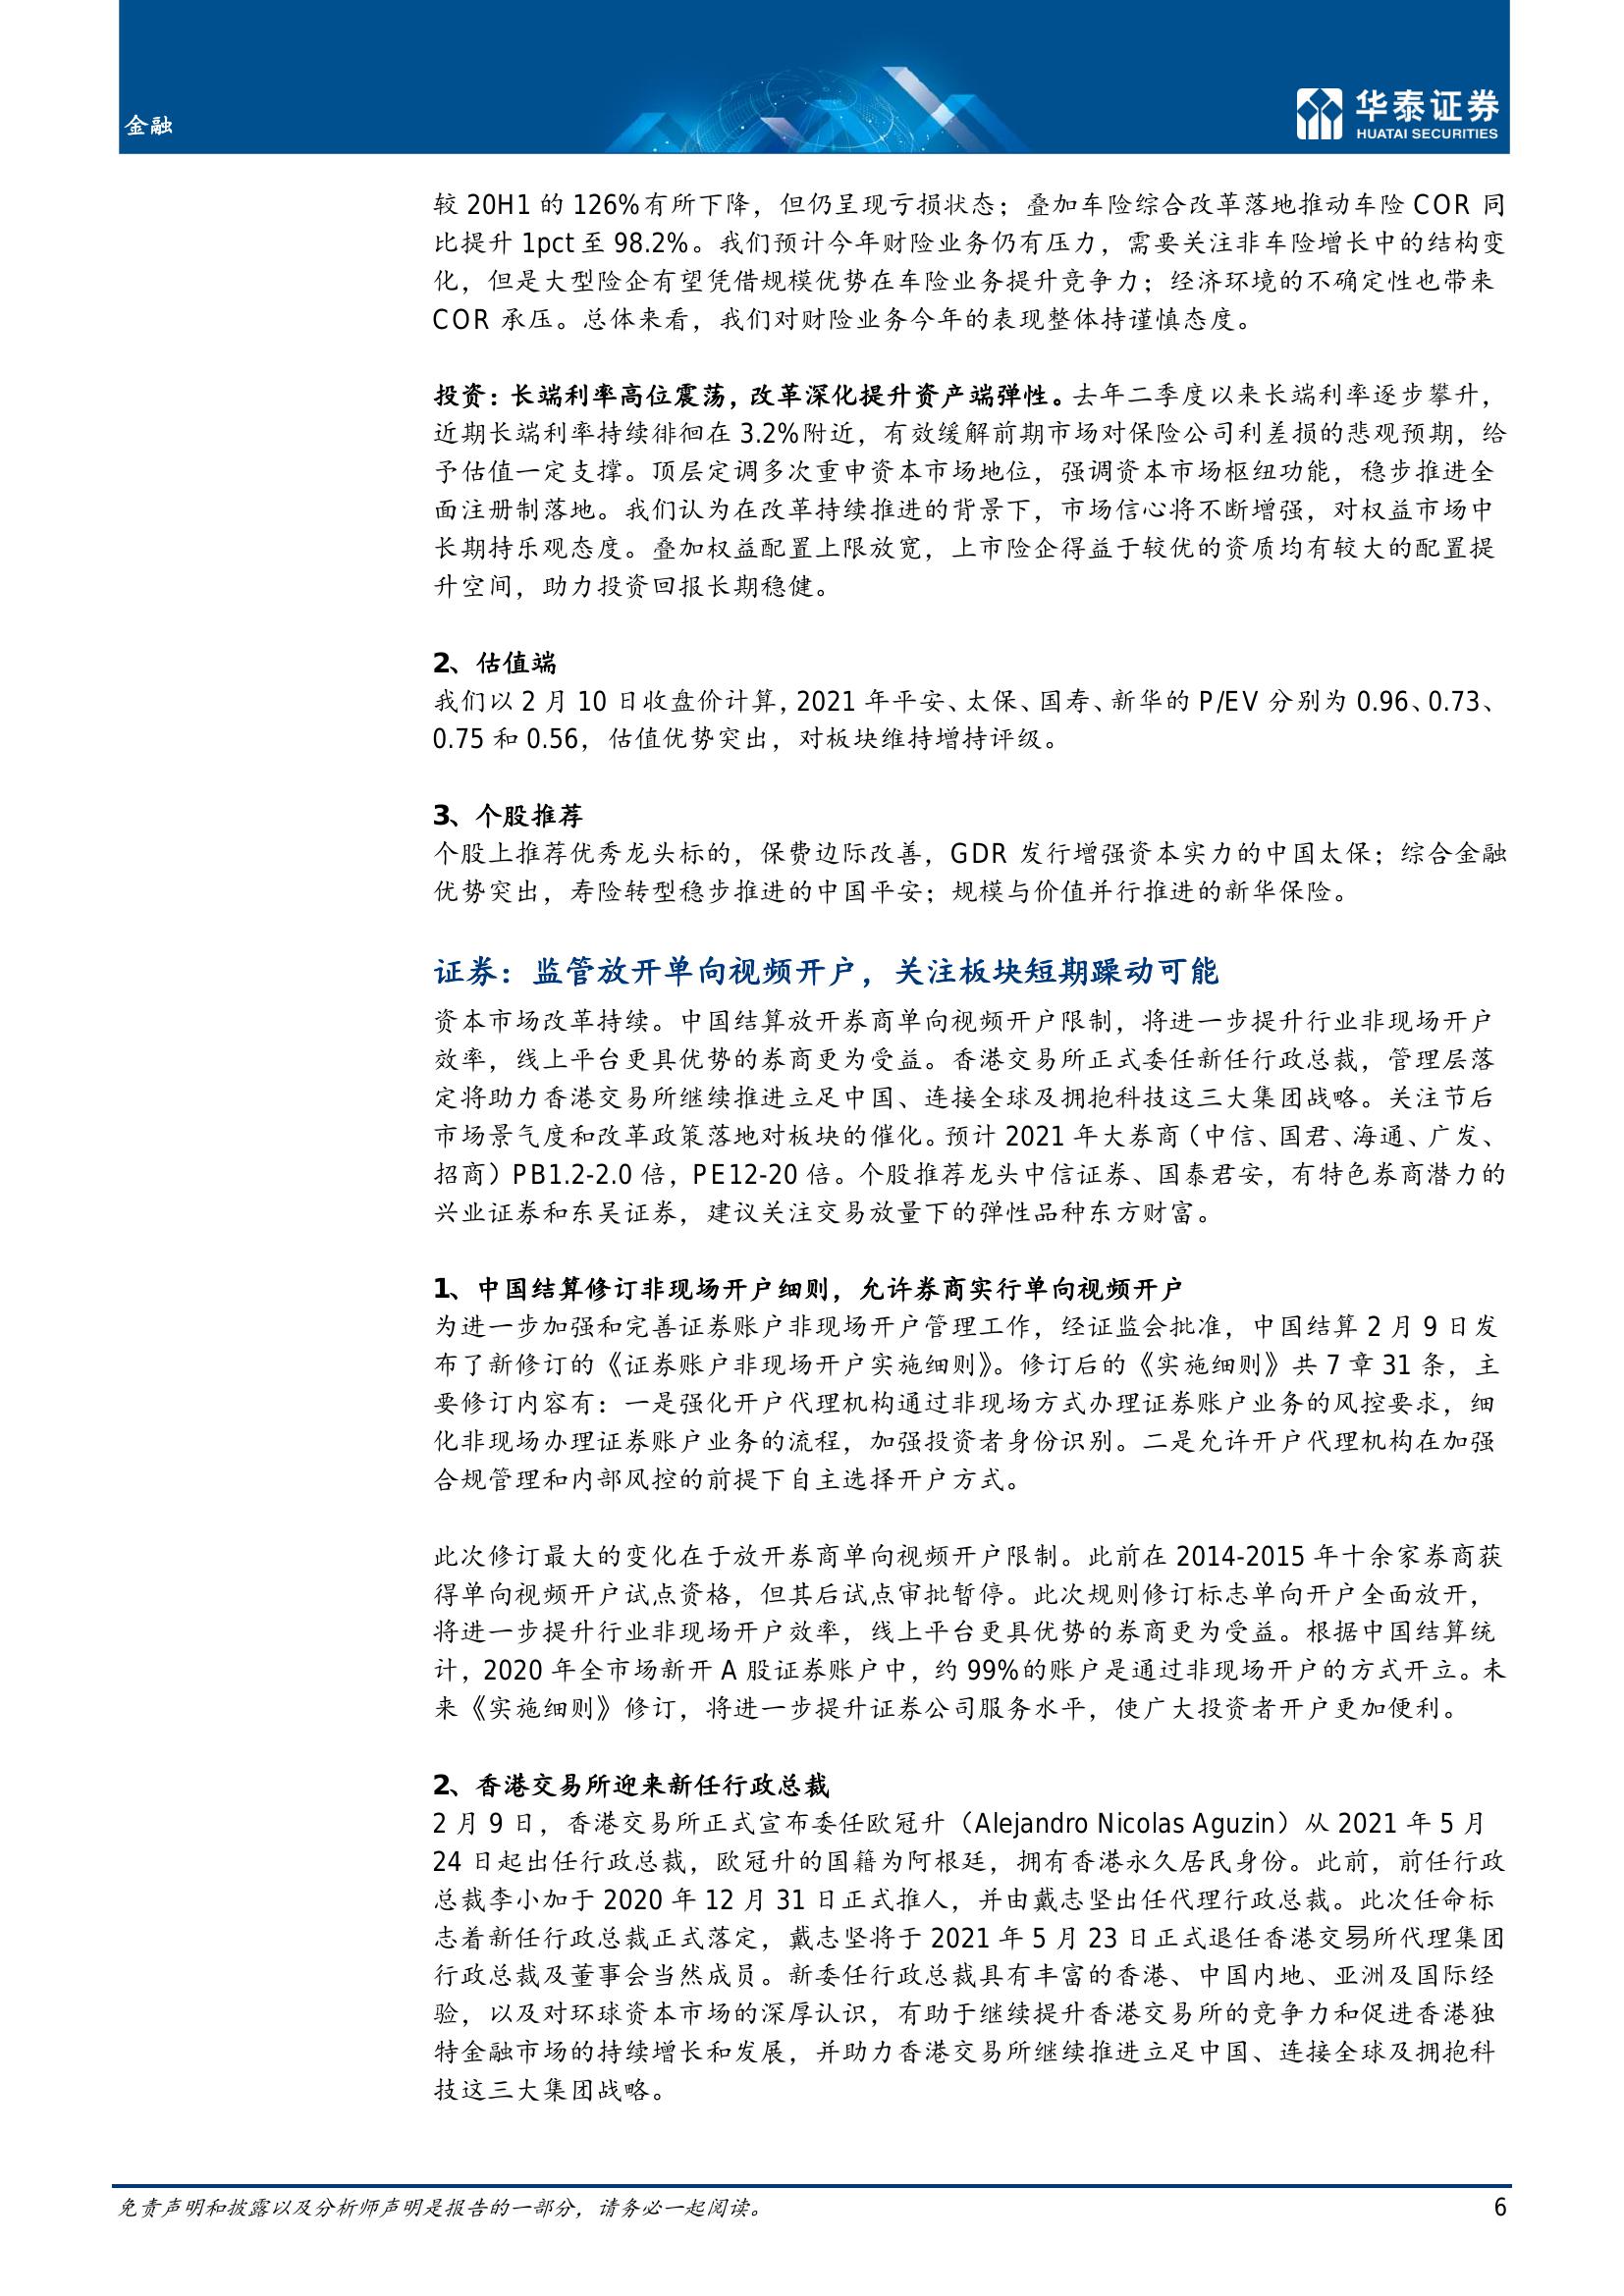 金融
华泰证券
HUATAI SECURITIES
较 20H1 的 126%有所下降，但仍呈现亏损状态；叠加车险综合改革落地推动车险 COR 同
比提升 1pct 至 98.2%。我们预计今年财险业务仍有压力，需要关注非车险增长中的结构变
化，但是大型险企有望凭借规模优势在车险业务提升竞争力；经济环境的不确定性也带来
COR 承压。总体来看，我们对财险业务今年的表现整体持谨慎态度。
投资：长端利率高位震荡，改革深化提升资产端弹性。去年二季度以来长端利率逐步攀升，
近期长端利率持续徘徊在 3.2%附近，有效缓解前期市场对保险公司利差损的悲观预期，给
予估值一定支撑。顶层定调多次重申资本市场地位，强调资本市场枢纽功能，稳步推进全
面注册制落地。我们认为在改革持续推进的背景下，市场信心将不断增强，对权益市场中
长期持乐观态度。叠加权益配置上限放宽，上市险企得益于较优的资质均有较大的配置提
升空间，助力投资回报长期稳健。
2、估值端
我们以 2 月 10 日收盘价计算，2021 年平安、太保、国寿、新华的 P/EV 分别为 0.96、0.73、
0.75 和 0.56，估值优势突出，对板块维持增持评级。
3、个股推荐
个股上推荐优秀龙头标的，保费边际改善，GDR 发行增强资本实力的中国太保；综合金融
优势突出，寿险转型稳步推进的中国平安；规模与价值并行推进的新华保险。
证券：监管放开单向视频开户，关注板块短期躁动可能
资本市场改革持续。中国结算放开券商单向视频开户限制，将进一步提升行业非现场开户
效率，线上平台更具优势的券商更为受益。香港交易所正式委任新任行政总裁，管理层落
定将助力香港交易所继续推进立足中国、连接全球及拥抱科技这三大集团战略。关注节后
市场景气度和改革政策落地对板块的催化。预计 2021 年大券商（中信、国君、海通、广发、
招商）PB1.2-2.0 倍，PE12-20 倍。个股推荐龙头中信证券、国泰君安，有特色券商潜力的
兴业证券和东吴证券，建议关注交易放量下的弹性品种东方财富。
1、中国结算修订非现场开户细则，允许券商实行单向视频开户
为进一步加强和完善证券账户非现场开户管理工作，经证监会批准，中国结算 2 月 9 日发
布了新修订的《证券账户非现场开户实施细则》。修订后的《实施细则》共 7 章 31 条，主
要修订内容有：一是强化开户代理机构通过非现场方式办理证券账户业务的风控要求，细
化非现场办理证券账户业务的流程，加强投资者身份识别。二是允许开户代理机构在加强
合规管理和内部风控的前提下自主选择开户方式。
此次修订最大的变化在于放开券商单向视频开户限制。此前在 2014-2015 年十余家券商获
得单向视频开户试点资格，但其后试点审批暂停。此次规则修订标志单向开户全面放开，
将进一步提升行业非现场开户效率，线上平台更具优势的券商更为受益。根据中国结算统
计，2020 年全市场新开 A 股证券账户中，约 99%的账户是通过非现场开户的方式开立。未
来《实施细则》修订，将进一步提升证券公司服务水平，使广大投资者开户更加便利。
2、香港交易所迎来新任行政总裁
2 月 9 日，香港交易所正式宣布委任欧冠升（Alejandro Nicolas Aguzin）从 2021 年 5 月
24 日起出任行政总裁，欧冠升的国籍为阿根廷，拥有香港永久居民身份。此前，前任行政
总裁李小加于 2020 年 12 月 31 日正式推人，并由戴志坚出任代理行政总裁。此次任命标
志着新任行政总裁正式落定，戴志坚将于 2021 年 5 月 23 日正式退任香港交易所代理集团
行政总裁及董事会当然成员。新委任行政总裁具有丰富的香港、中国内地、亚洲及国际经
验，以及对环球资本市场的深厚认识，有助于继续提升香港交易所的竞争力和促进香港独
特金融市场的持续增长和发展，并助力香港交易所继续推进立足中国、连接全球及拥抱科
技这三大集团战略。
免责声明和披露以及分析师声明是报告的一部分，请务必一起阅读。
6